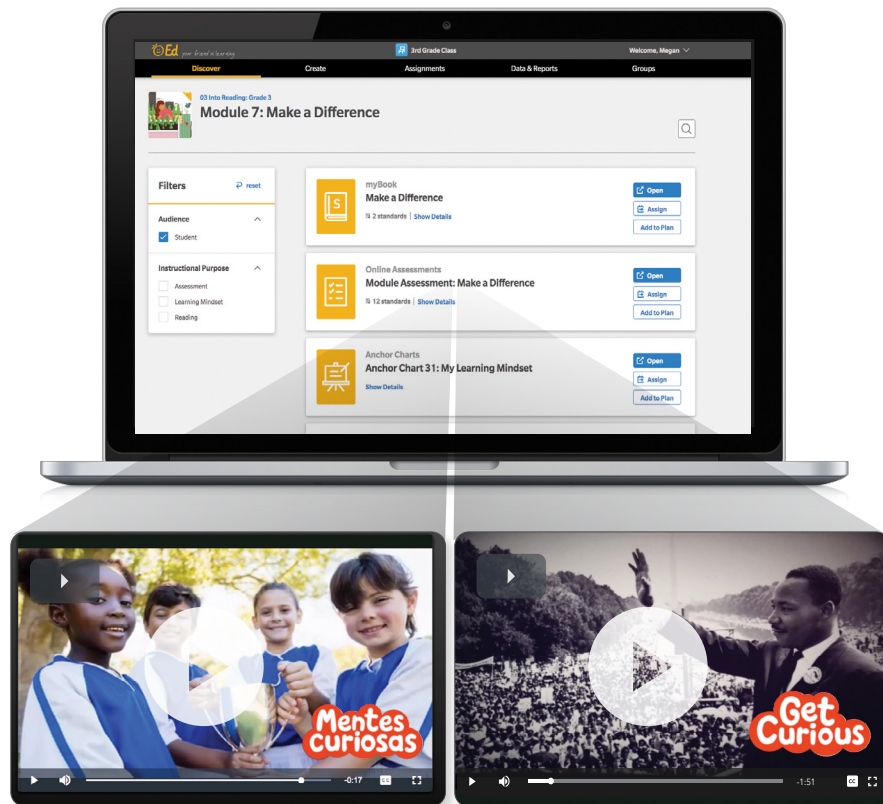 Ed your friend in learning
3rd Grade Class
Welcome, Megan
Discover
Create
Assignments
Data & Reports
Groups
03 Into Reading: Grade 3
Module 7: Make a Difference
Filters
reset
Audience
Student
Instructional Purpose
Assessment
Learning Mindset
Reading
myBook
Make a Difference
2 standards | Show Details
Open
Assign
Add to Plan
Online Assessments
Module Assessment: Make a Difference
12 standards | Show Details
Open
Assign
Add to Plan
Anchor Charts
Anchor Chart 31: My Learning Mindset
Show Details
Open
Assign
Add to Plan
Mentes
curiosas
-0:17
CC
Get
Curious
-1:51
CC